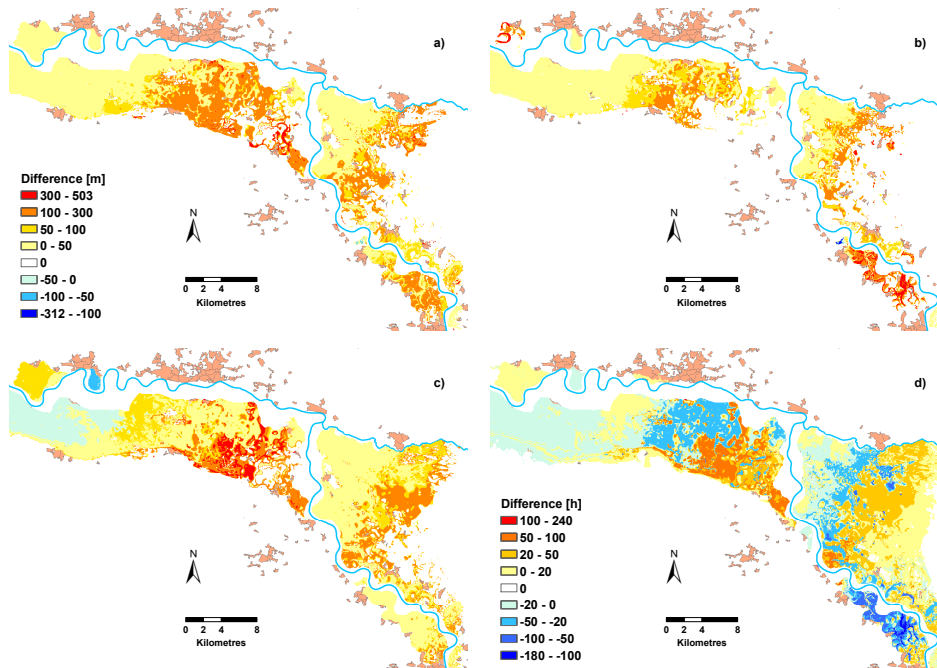 a)
Difference [m]
300 - 503
100 - 300
50 - 100
0 - 50
0
-50 - 0
-100 - -50
-312 - -100
N
0 2 4 8
Kilometres
b)
N
0 2 4 8
Kilometres
c)
N
0 2 4 8
Kilometres
d)
Difference [h]
100 - 240
50 - 100
20 - 50
0 - 20
0
-20 - 0
-50 - -20
-100 - -50
-180 - -100
N
0 2 4 8
Kilometres